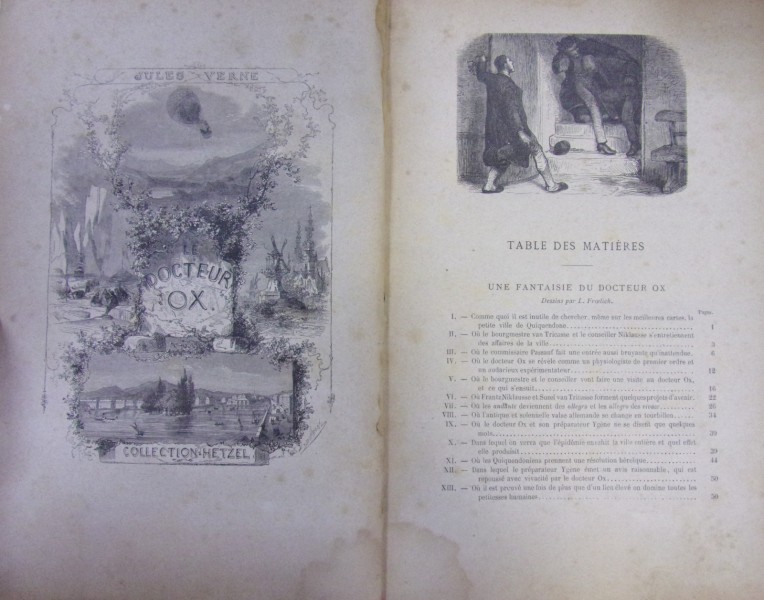 JULES VERNE
LE
DOCTEUR
OX
COLLECTION HETZEL
TABLE DES MATIÈRES
UNE FANTAISIE DU DOCTEUR OX
Dessins par L. Frœlich.
Pages.
I. — Comme quoi il est inutile de chercher, même sur les meilleures cartes, la
petite ville de Quiquendone 1
II. — Où le bourgmestre van Tricasse et le conseiller Niklausse s'entretiennent
des affaires de la ville 3
III. — Où le commissaire Passauf fait une entrée aussi bruyante qu'inattendue. 6
IV. — Où le docteur Ox se révèle comme un physiologiste de premier ordre et
un audacieux expérimentateur 12
V. — Où le bourgmestre et le conseiller vont faire une visite au docteur Ox,
et ce qui s'ensuit 16
VI. — Où Frantz Niklausse et Suzel van Tricasse forment quelques projets d'avenir. 22
VII. — Où les andante deviennent des allégros et les allégros des vivace 26
VIII. — Où l'antique et solennelle valse allemande se change en tourbillon 34
IX. — Où le docteur Ox et son préparateur Ygène ne se disent que quelques
mots 39
X. — Dans lequel on verra que l'épidémie envahit la ville entière et quel effet
elle produisit 39
XI. — Où les Quiquendoniens prennent une résolution héroïque 44
XII. — Dans lequel le préparateur Ygène émet un avis raisonnable, qui est
repoussé avec vivacité par le docteur Ox 50
XIII. — Où il est prouvé une fois de plus que d'un lieu élevé on domine toutes les
petitesses humaines 50